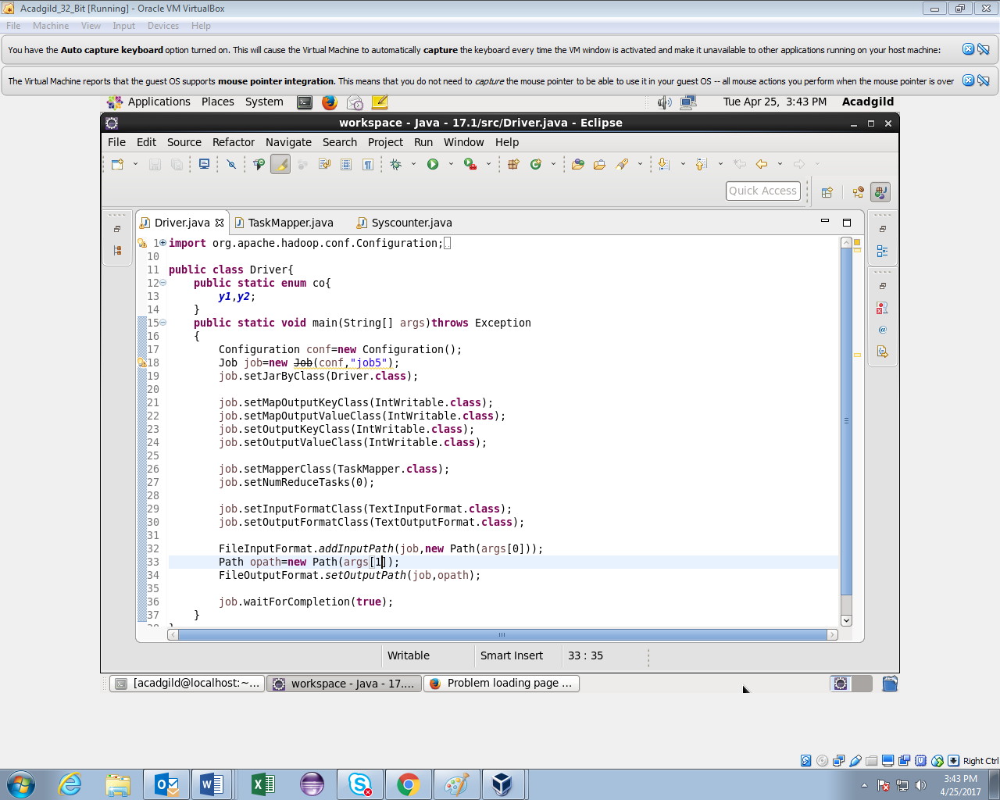 Acadgild_32_Bit [Running] - Oracle VM VirtualBox
File Machine View Input Devices Help
You have the Auto capture keyboard option turned on. This will cause the Virtual Machine to automatically capture the keyboard every time the VM window is activated and make it unavailable to other applications running on your host machine:
The Virtual Machine reports that the guest OS supports mouse pointer integration. This means that you do not need to capture the mouse pointer to be able to use it in your guest OS -- all mouse actions you perform when the mouse pointer is over
Applications Places System Tue Apr 25, 3:43 PM Acadgild
workspace - Java - 17.1/src/Driver.java - Eclipse
File Edit Source Refactor Navigate Search Project Run Window Help
Quick Access
Driver.java TaskMapper.java Syscounter.java
1 import org.apache.hadoop.conf.Configuration;
10
11 public class Driver{
12 public static enum co{
13 y1,y2;
14 }
15 public static void main(String[] args)throws Exception
16 {
17 Configuration conf=new Configuration();
18 Job job=new Job(conf,"job5");
19 job.setJarByClass(Driver.class);
20
21 job.setMapOutputKeyClass(IntWritable.class);
22 job.setMapOutputValueClass(IntWritable.class);
23 job.setOutputKeyClass(IntWritable.class);
24 job.setOutputValueClass(IntWritable.class);
25
26 job.setMapperClass(TaskMapper.class);
27 job.setNumReduceTasks(0);
28
29 job.setInputFormatClass(TextInputFormat.class);
30 job.setOutputFormatClass(TextOutputFormat.class);
31
32 FileInputFormat.addInputPath(job,new Path(args[0]));
33 Path opath=new Path(args[1]);
34 FileOutputFormat.setOutputPath(job,opath);
35
36 job.waitForCompletion(true);
37 }
38 }
Writable Smart Insert 33 : 35
[acadgild@localhost:~... workspace - Java - 17.... Problem loading page ...
Right Ctrl
3:43 PM
4/25/2017